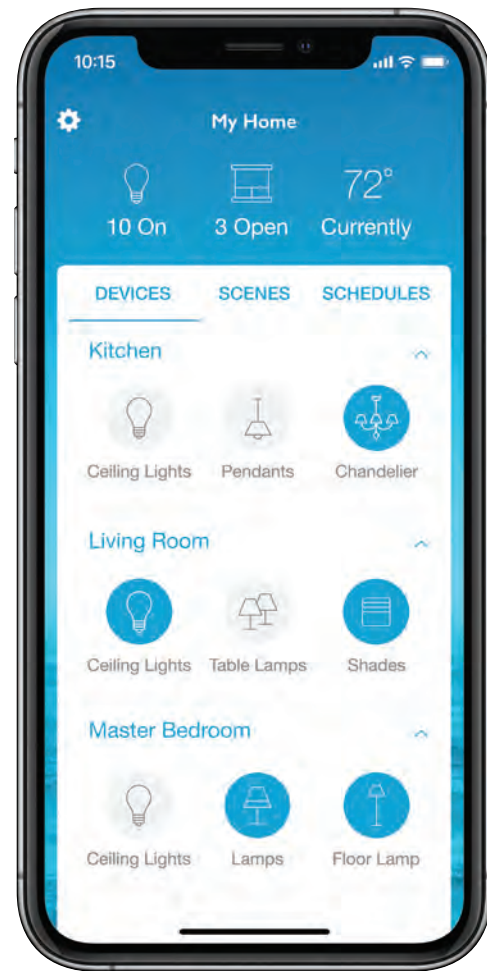 10:15
My Home
72°
10 On 3 Open Currently
DEVICES SCENES SCHEDULES
Kitchen
Ceiling Lights Pendants Chandelier
Living Room
Ceiling Lights Table Lamps Shades
Master Bedroom
Ceiling Lights Lamps Floor Lamp